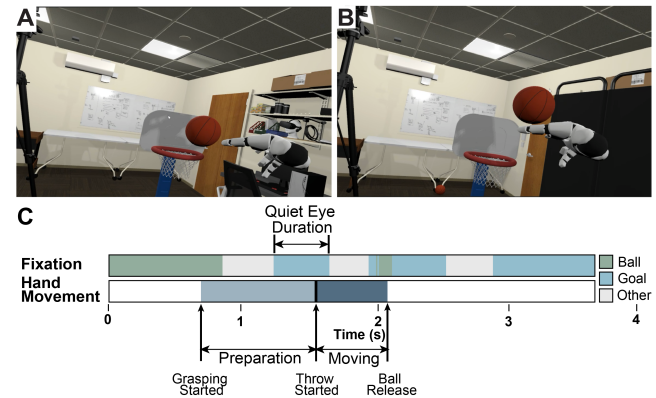 A
B
C
Quiet Eye
Duration
Fixation
Hand
Movement
Ball
Goal
Other
0
1
2
3
4
Time (s)
Preparation
Moving
Grasping
Started
Throw
Started
Ball
Release